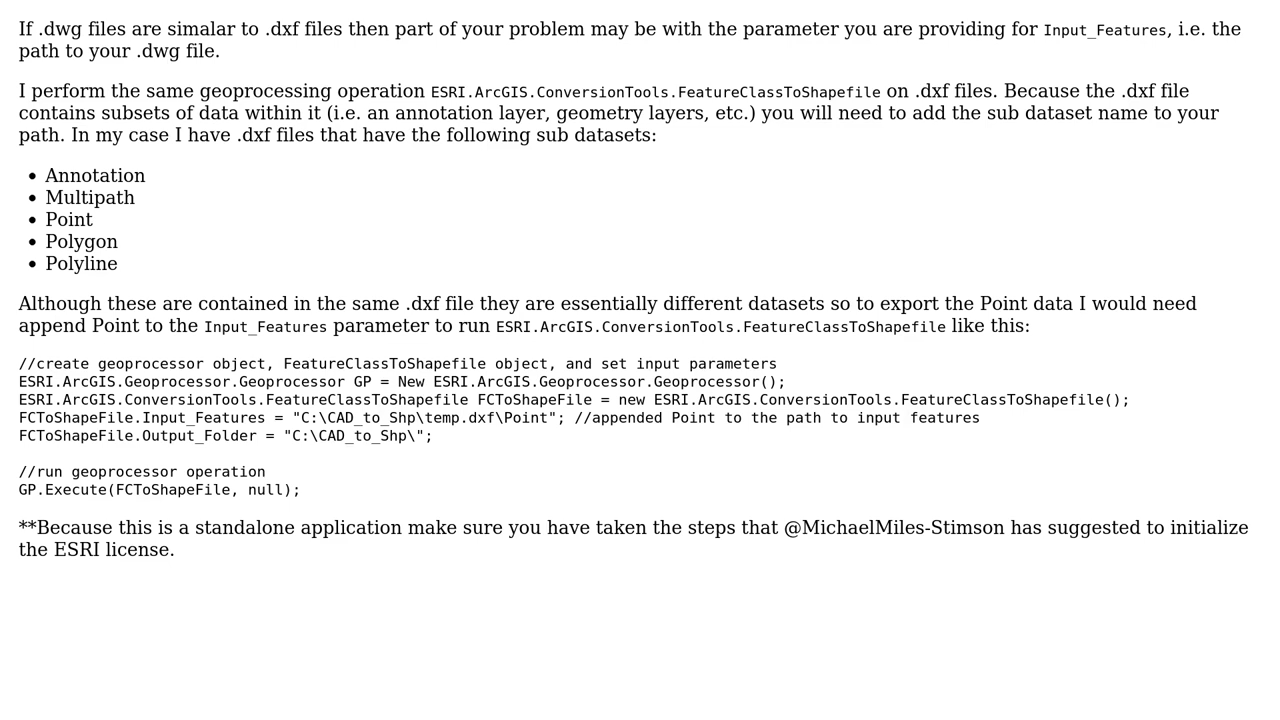 If .dwg files are simalar to .dxf files then part of your problem may be with the parameter you are providing for Input_Features, i.e. the
path to your .dwg file.
I perform the same geoprocessing operation ESRI.ArcGIS.ConversionTools.FeatureClassToShapefile on .dxf files. Because the .dxf file
contains subsets of data within it (i.e. an annotation layer, geometry layers, etc.) you will need to add the sub dataset name to your
path. In my case I have .dxf files that have the following sub datasets:
• Annotation
• Multipath
• Point
• Polygon
• Polyline
Although these are contained in the same .dxf file they are essentially different datasets so to export the Point data I would need
append Point to the Input_Features parameter to run ESRI.ArcGIS.ConversionTools.FeatureClassToShapefile like this:
//create geoprocessor object, FeatureClassToShapefile object, and set input parameters
ESRI.ArcGIS.Geoprocessor.Geoprocessor GP = New ESRI.ArcGIS.Geoprocessor.Geoprocessor();
ESRI.ArcGIS.ConversionTools.FeatureClassToShapefile FCToShapeFile = new ESRI.ArcGIS.ConversionTools.FeatureClassToShapefile();
FCToShapeFile.Input_Features = "C:\CAD_to_Shp\temp.dxf\Point"; //appended Point to the path to input features
FCToShapeFile.Output_Folder = "C:\CAD_to_Shp\";
//run geoprocessor operation
GP.Execute(FCToShapeFile, null);
**Because this is a standalone application make sure you have taken the steps that @MichaelMiles-Stimson has suggested to initialize
the ESRI license.